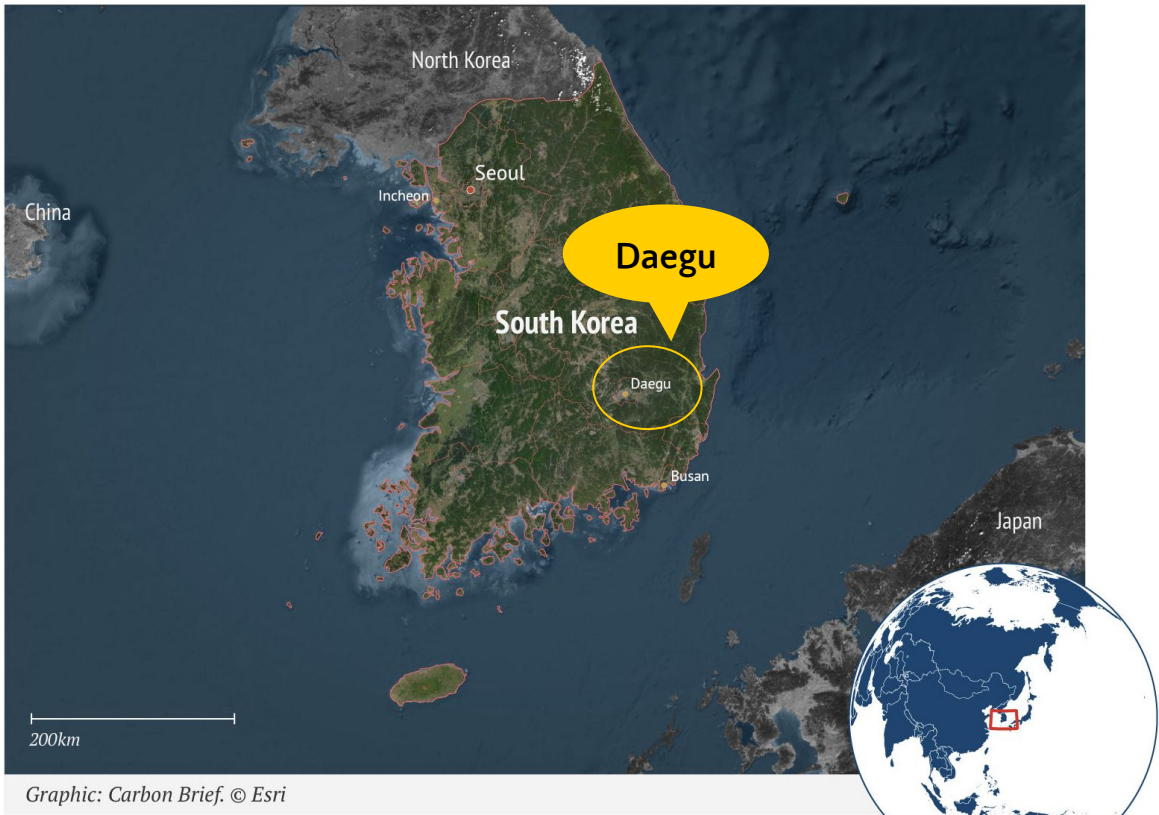 North Korea
Seoul
Incheon
China
Daegu
South Korea
Daegu
Busan
Japan
200km
Graphic: Carbon Brief. © Esri